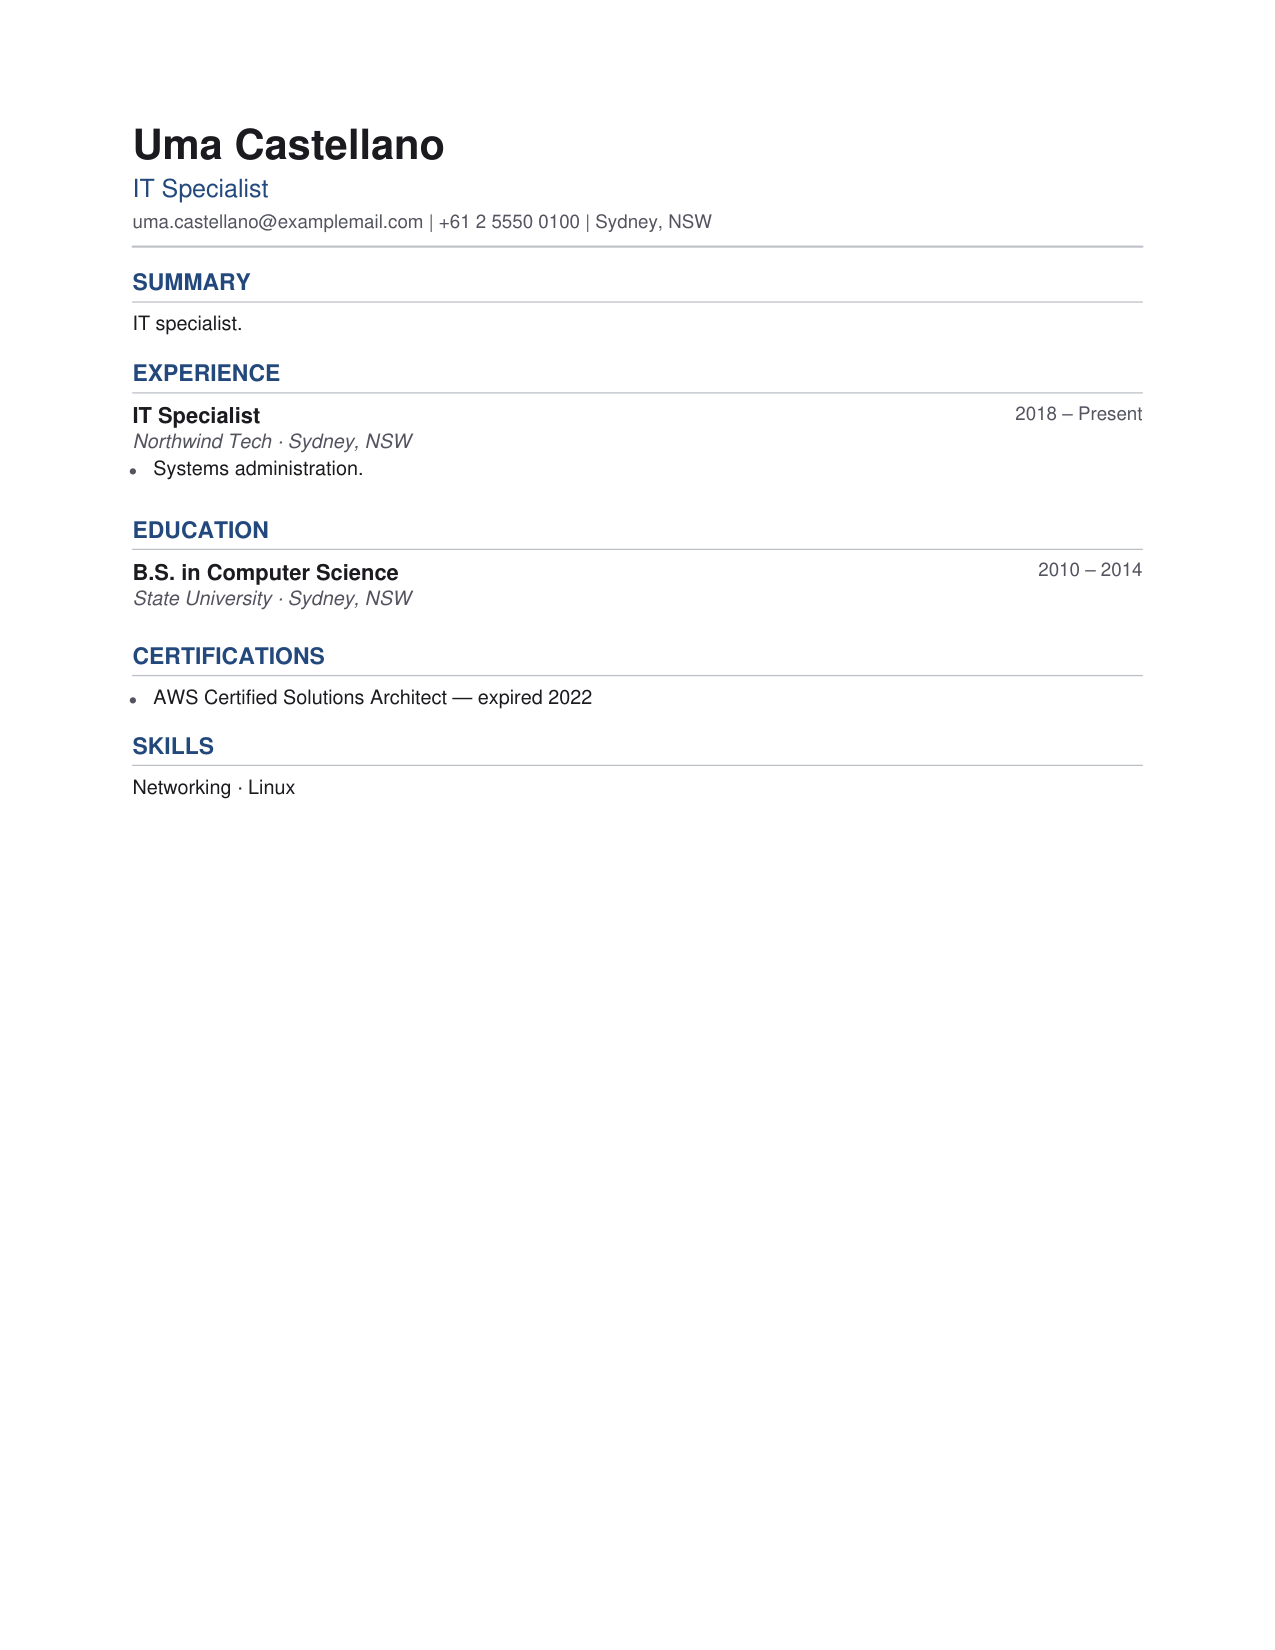 Uma Castellano
IT Specialist
uma.castellano@examplemail.com | +61 2 5550 0100 | Sydney, NSW
SUMMARY
IT specialist.
EXPERIENCE
IT Specialist 2018 – Present
Northwind Tech · Sydney, NSW
• Systems administration.
EDUCATION
B.S. in Computer Science 2010 – 2014
State University · Sydney, NSW
CERTIFICATIONS
• AWS Certified Solutions Architect — expired 2022
SKILLS
Networking · Linux